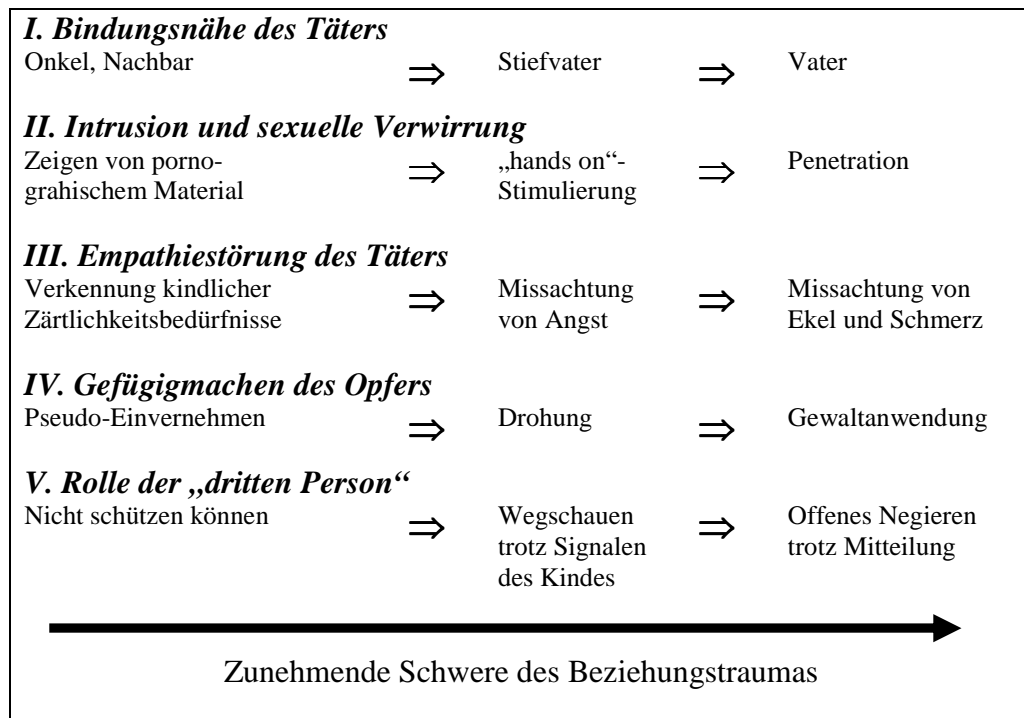 I. Bindungsnähe des Täters
Onkel, Nachbar ⇒ Stiefvater ⇒ Vater
II. Intrusion und sexuelle Verwirrung
Zeigen von porno- ⇒ „hands on“- ⇒ Penetration
grahischem Material Stimulierung
III. Empathiestörung des Täters
Verkennung kindlicher ⇒ Missachtung ⇒ Missachtung von
Zärtlichkeitsbedürfnisse von Angst Ekel und Schmerz
IV. Gefügigmachen des Opfers
Pseudo-Einvernehmen ⇒ Drohung ⇒ Gewaltanwendung
V. Rolle der „dritten Person“
Nicht schützen können ⇒ Wegschauen ⇒ Offenes Negieren
trotz Signalen trotz Mitteilung
des Kindes
Zunehmende Schwere des Beziehungstraumas